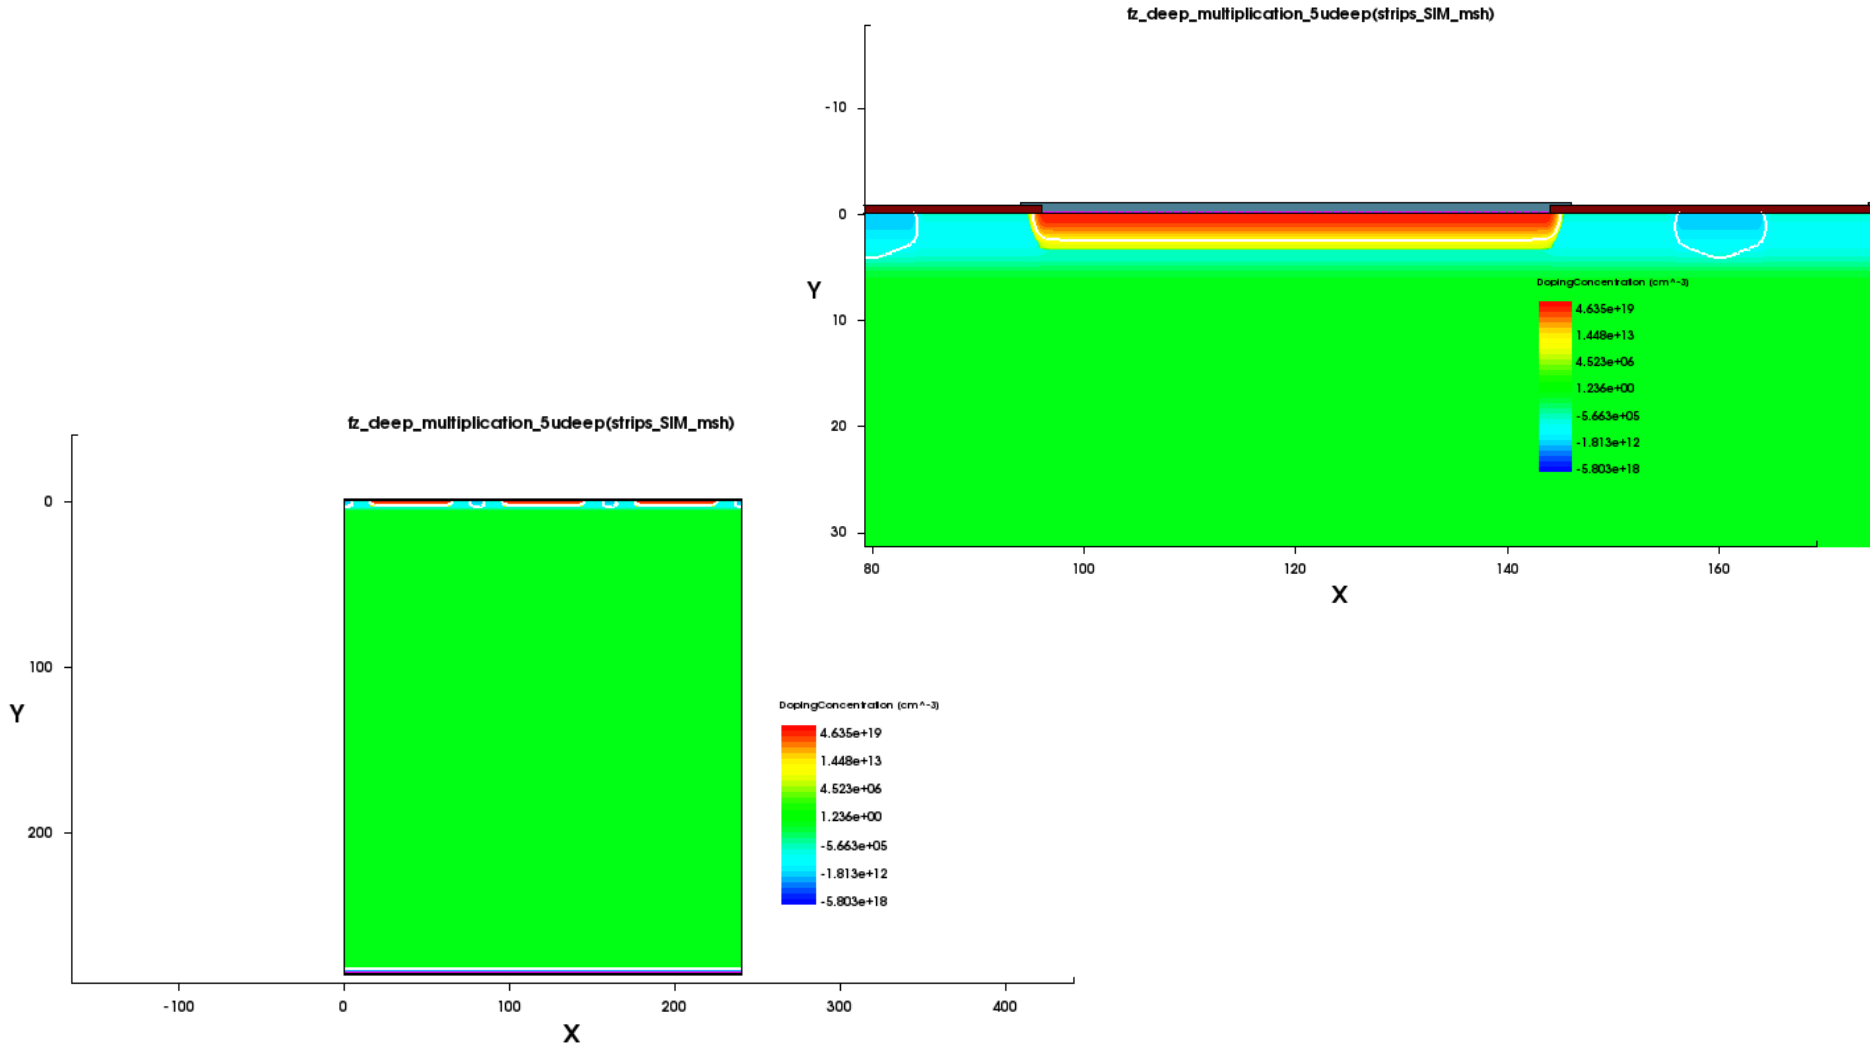 fz_deep_multiplication_5udeep(strips_SIM_msh)
-10
0
Y
10
20
30
DopingConcentration (cm^-3)
4.635e+19
1.448e+13
4.523e+06
1.236e+00
-5.663e+05
-1.813e+12
-5.803e+18
80 100 120 140 160
X
fz_deep_multiplication_5udeep(strips_SIM_msh)
0
100
Y
200
DopingConcentration (cm^-3)
4.635e+19
1.448e+13
4.523e+06
1.236e+00
-5.663e+05
-1.813e+12
-5.803e+18
-100 0 100 200 300 400
X